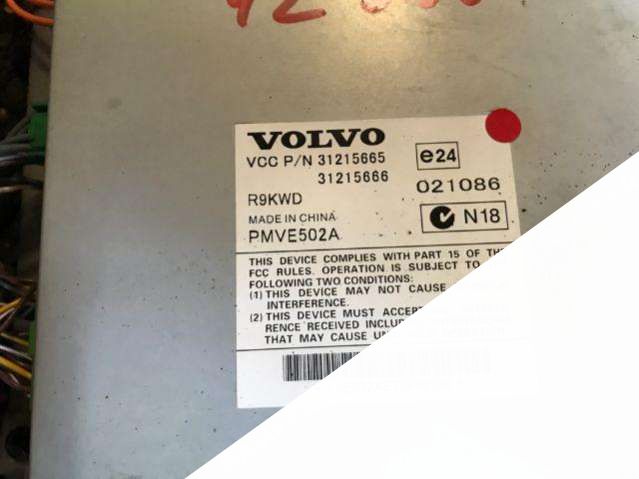 VOLVO
VCC P/N 31215665
31215666
e24
021086
R9KWD
N18
MADE IN CHINA
PMVE502A
THIS DEVICE COMPLIES WITH PART 15 OF
FCC RULES. OPERATION IS SUBJECT TO
FOLLOWING TWO CONDITIONS:
(1) THIS DEVICE MAY NOT CAUSE
INTERFERENCE.
(2) THIS DEVICE MUST
RENCE RECEIVED
THAT MAY CAUSE